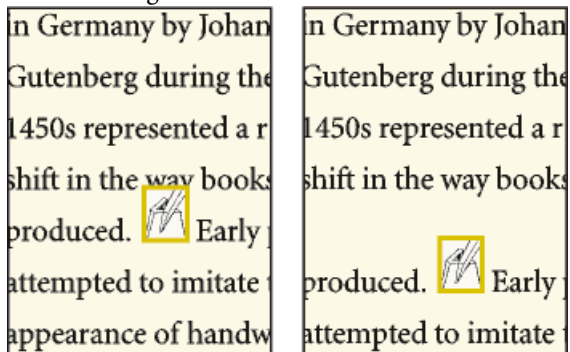 in Germany by Johan
Gutenberg during the
1450s represented a r
shift in the way books
produced. Early
attempted to imitate
appearance of handw
in Germany by Johan
Gutenberg during the
1450s represented a r
shift in the way books
produced. Early
attempted to imitate